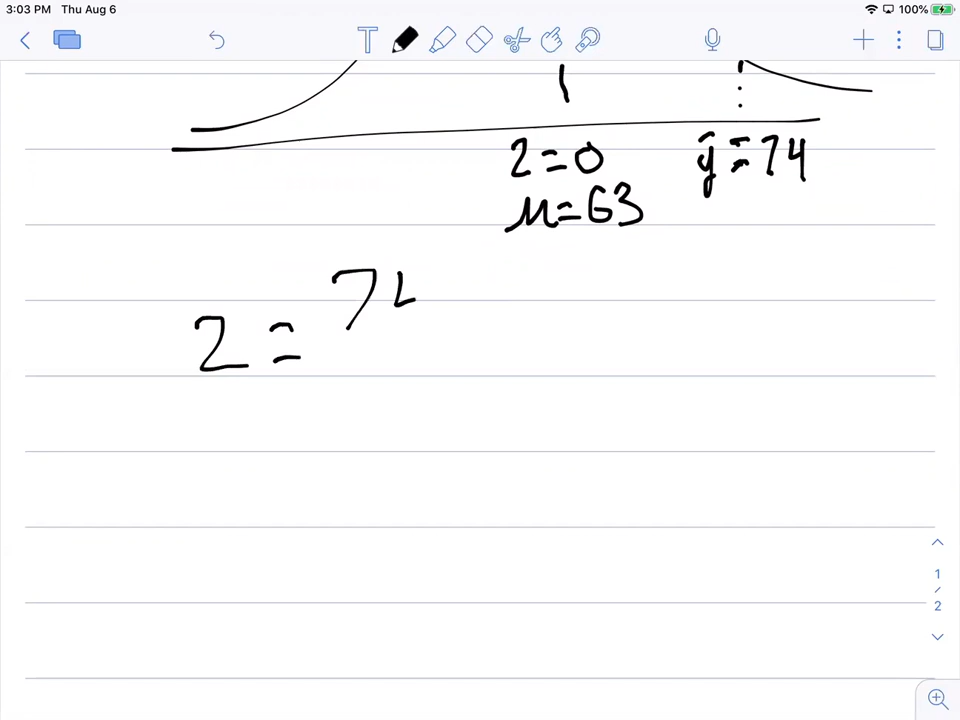 3:03 PM Thu Aug 6 100%
T
z=0 ȳ=74
μ=63
z = 7
1
/
2